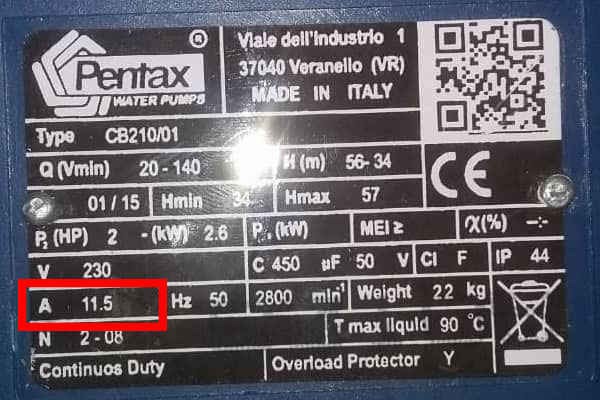 Pentax ®
WATER PUMPS
Viale dell'Industrio 1
37040 Veranello (VR)
MADE IN ITALY
Type CB210/01
Q (Vmin) 20-140 H (m) 56-34
01 / 15 Hmin 34 Hmax 57
P₂ (HP) 2 - (kW) 2.6 P₁ (kW) MEI ≥ χ(%) -:-
V 230 C 450 µF 50 V Cl F IP 44
A 11.5 Hz 50 2800 min⁻¹ Weight 22 kg
N 2-08 T max liquid 90 °C
Continuos Duty Overload Protector Y
CE